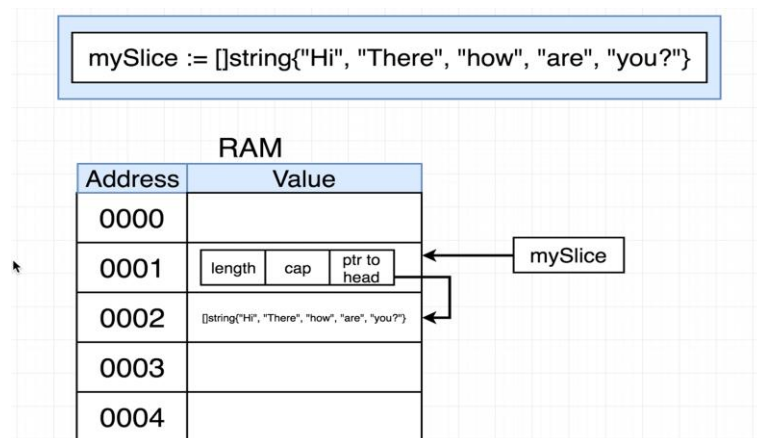 mySlice := []string{"Hi", "There", "how", "are", "you?"}
RAM
Address Value
0000
0001 length cap ptr to head mySlice
0002 []string{"Hi", "There", "how", "are", "you?"}
0003
0004